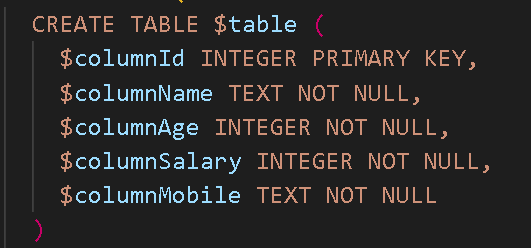 CREATE TABLE $table (
$columnId INTEGER PRIMARY KEY,
$columnName TEXT NOT NULL,
$columnAge INTEGER NOT NULL,
$columnSalary INTEGER NOT NULL,
$columnMobile TEXT NOT NULL
)